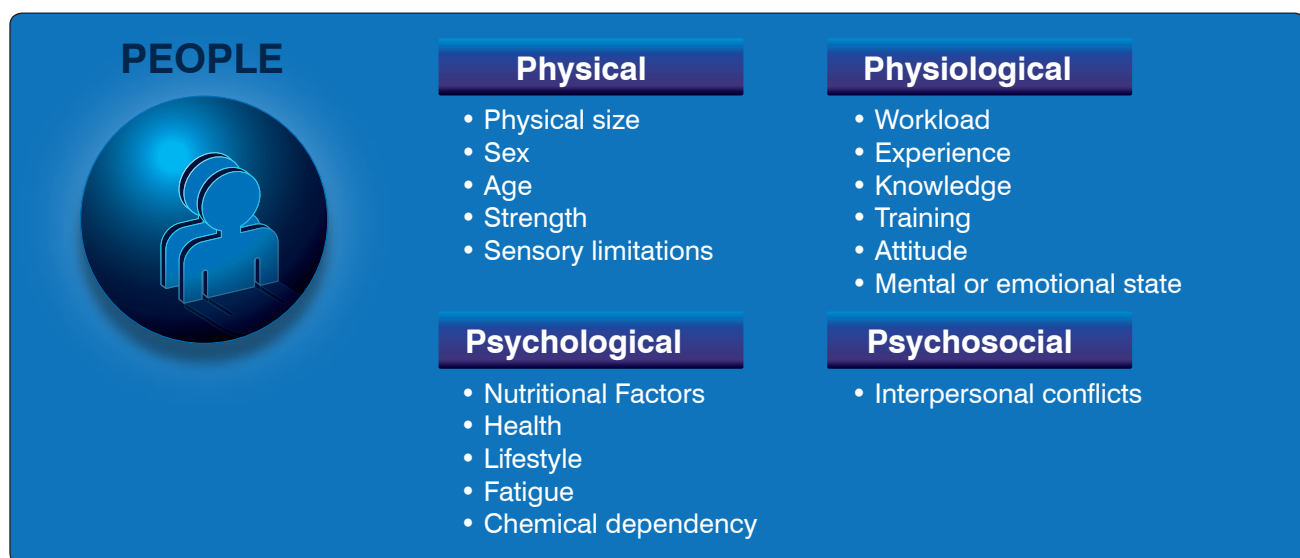 PEOPLE
Physical
• Physical size
• Sex
• Age
• Strength
• Sensory limitations
Physiological
• Workload
• Experience
• Knowledge
• Training
• Attitude
• Mental or emotional state
Psychological
• Nutritional Factors
• Health
• Lifestyle
• Fatigue
• Chemical dependency
Psychosocial
• Interpersonal conflicts